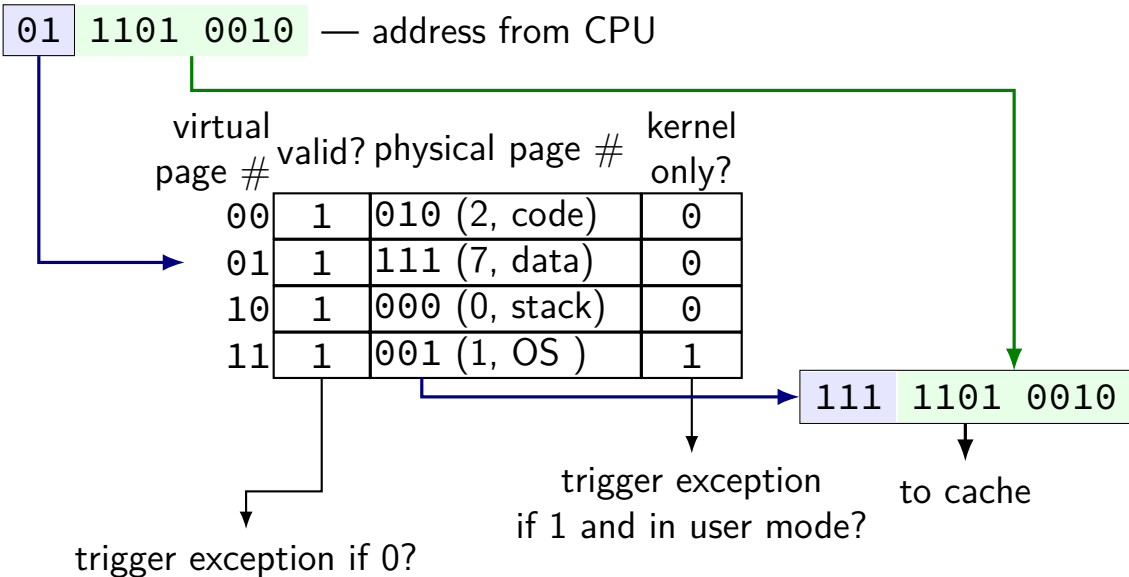 01 1101 0010 — address from CPU
virtual page # valid? physical page # kernel only?
00 1 010 (2, code) 0
01 1 111 (7, data) 0
10 1 000 (0, stack) 0
11 1 001 (1, OS ) 1
111 1101 0010
trigger exception
if 1 and in user mode?
to cache
trigger exception if 0?